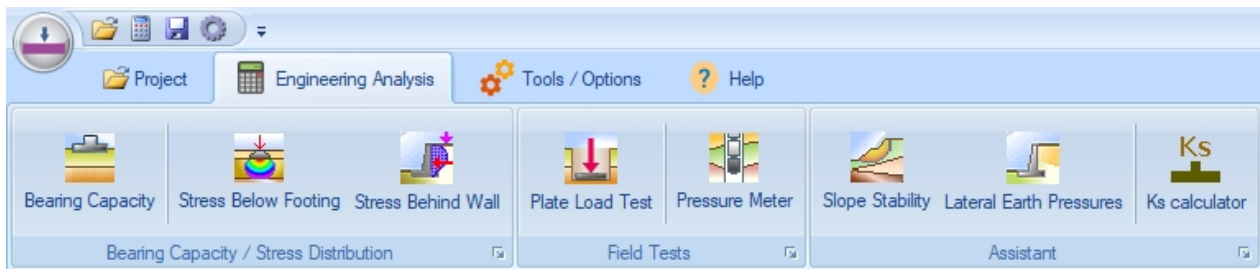 Project Engineering Analysis Tools / Options ? Help
Ks
Bearing Capacity Stress Below Footing Stress Behind Wall Plate Load Test Pressure Meter Slope Stability Lateral Earth Pressures Ks calculator
Bearing Capacity / Stress Distribution Field Tests Assistant